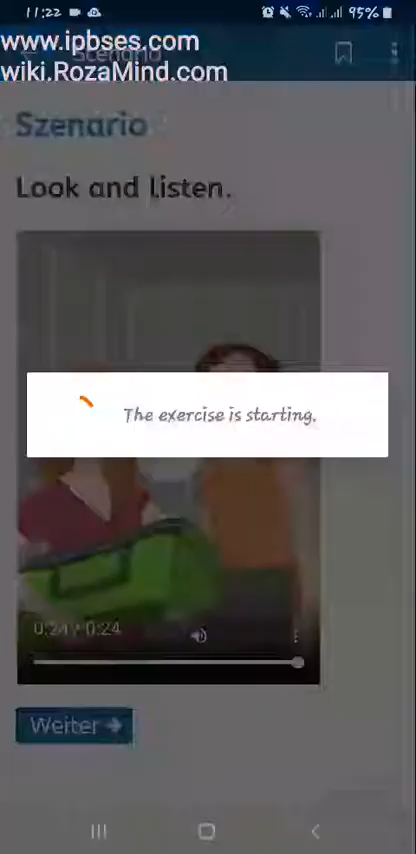 11:22
95%
www.ipbses.com
Szenario
wiki.RozaMind.com
Szenario
Look and listen.
The exercise is starting.
0:24 / 0:24
Weiter →